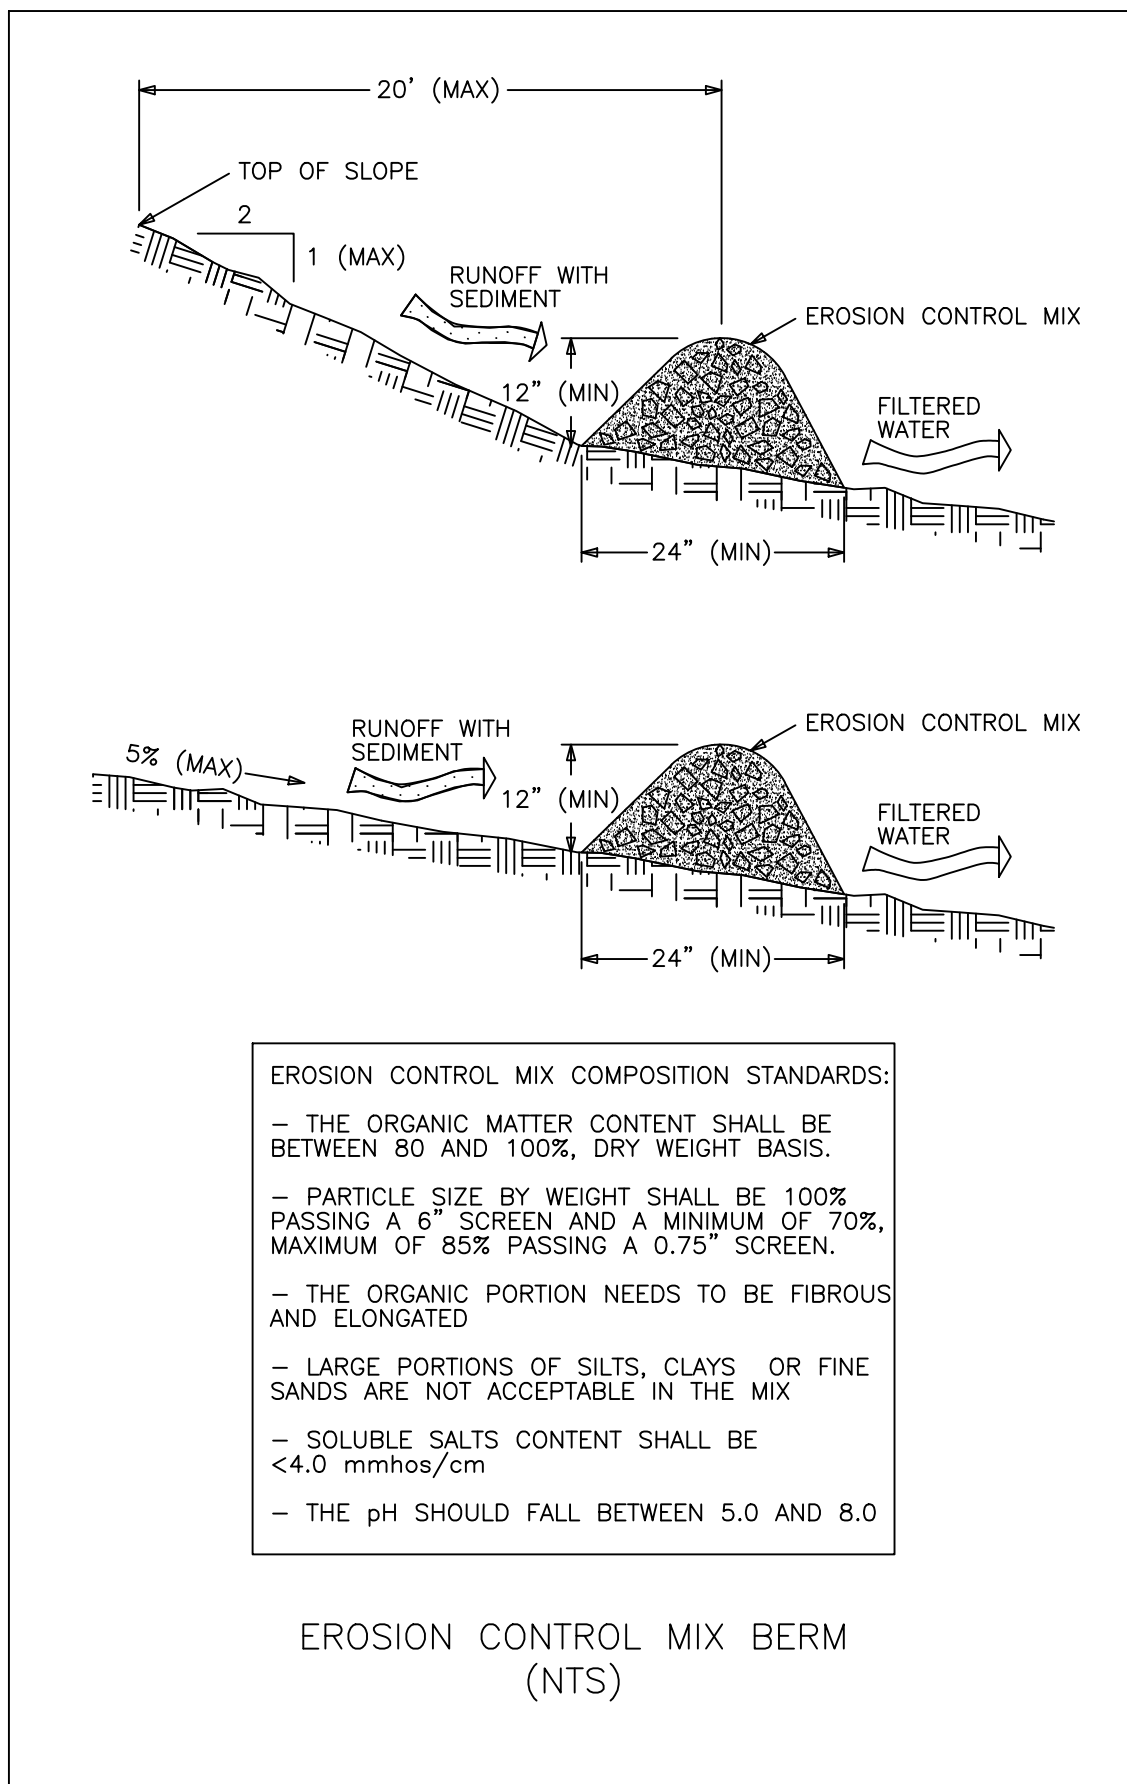 20' (MAX)
TOP OF SLOPE
2
1 (MAX)
RUNOFF WITH
SEDIMENT
EROSION CONTROL MIX
12" (MIN)
FILTERED
WATER
24" (MIN)
EROSION CONTROL MIX
RUNOFF WITH
SEDIMENT
5% (MAX)
12" (MIN)
FILTERED
WATER
24" (MIN)
EROSION CONTROL MIX COMPOSITION STANDARDS:
– THE ORGANIC MATTER CONTENT SHALL BE
BETWEEN 80 AND 100%, DRY WEIGHT BASIS.
– PARTICLE SIZE BY WEIGHT SHALL BE 100%
PASSING A 6" SCREEN AND A MINIMUM OF 70%,
MAXIMUM OF 85% PASSING A 0.75" SCREEN.
– THE ORGANIC PORTION NEEDS TO BE FIBROUS
AND ELONGATED
– LARGE PORTIONS OF SILTS, CLAYS OR FINE
SANDS ARE NOT ACCEPTABLE IN THE MIX
– SOLUBLE SALTS CONTENT SHALL BE
<4.0 mmhos/cm
– THE pH SHOULD FALL BETWEEN 5.0 AND 8.0
EROSION CONTROL MIX BERM
(NTS)